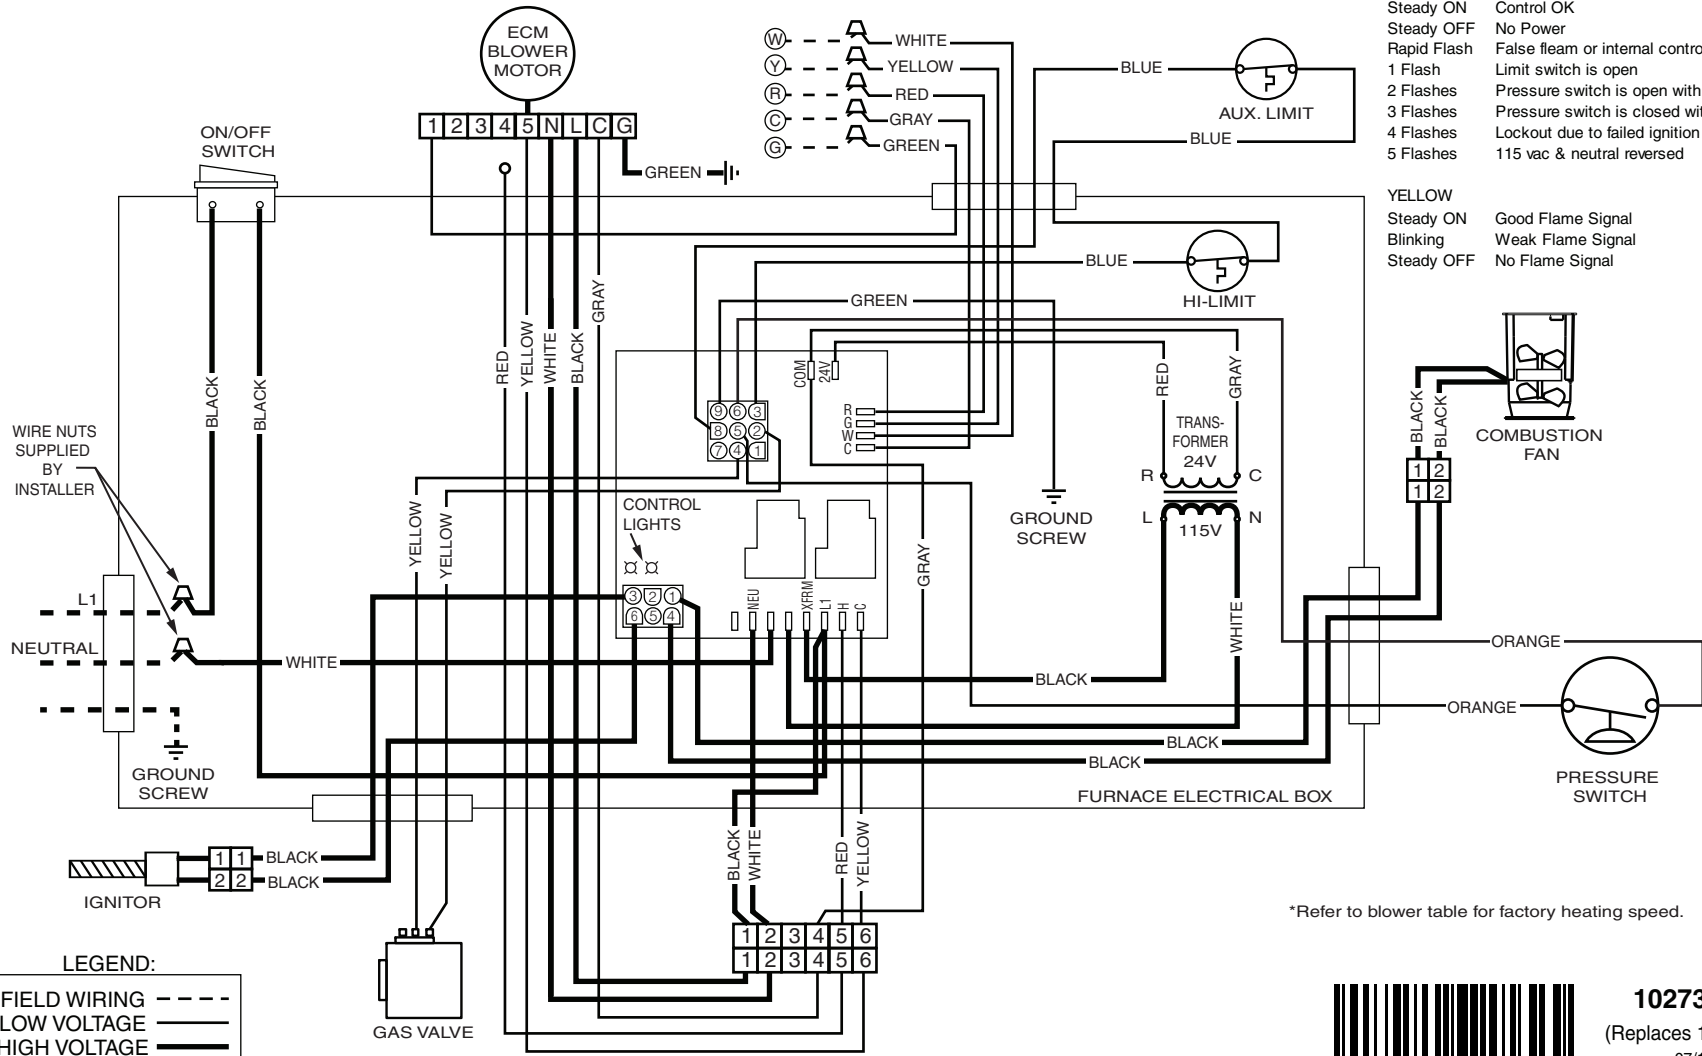 Steady ON Control OK
Steady OFF No Power
Rapid Flash False fleam or internal contro
1 Flash Limit switch is open
2 Flashes Pressure switch is open with
3 Flashes Pressure switch is closed wi
4 Flashes Lockout due to failed ignition
5 Flashes 115 vac & neutral reversed
YELLOW
Steady ON Good Flame Signal
Blinking Weak Flame Signal
Steady OFF No Flame Signal
ECM
BLOWER
MOTOR
1 2 3 4 5 N L C G
GREEN
ON/OFF
SWITCH
W WHITE
Y YELLOW
R RED
C GRAY
G GREEN
BLUE
AUX. LIMIT
BLUE
BLUE
HI-LIMIT
GREEN
RED
YELLOW
WHITE
BLACK
GRAY
BLACK
BLACK
COM
24V
RED
GRAY
9 6 3
8 5 2
7 4 1
R
G
W
C
TRANS-
FORMER
24V
R C
L N
115V
GROUND
SCREW
BLACK
BLACK
COMBUSTION
FAN
1 2
1 2
WIRE NUTS
SUPPLIED
BY
INSTALLER
YELLOW
YELLOW
CONTROL
LIGHTS
3 2 1
6 5 4
NEU
XFRM
L1
H
C
GRAY
WHITE
L1
NEUTRAL
WHITE
BLACK
ORANGE
ORANGE
BLACK
BLACK
GROUND
SCREW
FURNACE ELECTRICAL BOX
PRESSURE
SWITCH
BLACK
WHITE
RED
YELLOW
1 1 BLACK
2 2 BLACK
IGNITOR
1 2 3 4 5 6
1 2 3 4 5 6
GAS VALVE
*Refer to blower table for factory heating speed.
LEGEND:
FIELD WIRING
LOW VOLTAGE
HIGH VOLTAGE
10273
(Replaces 1